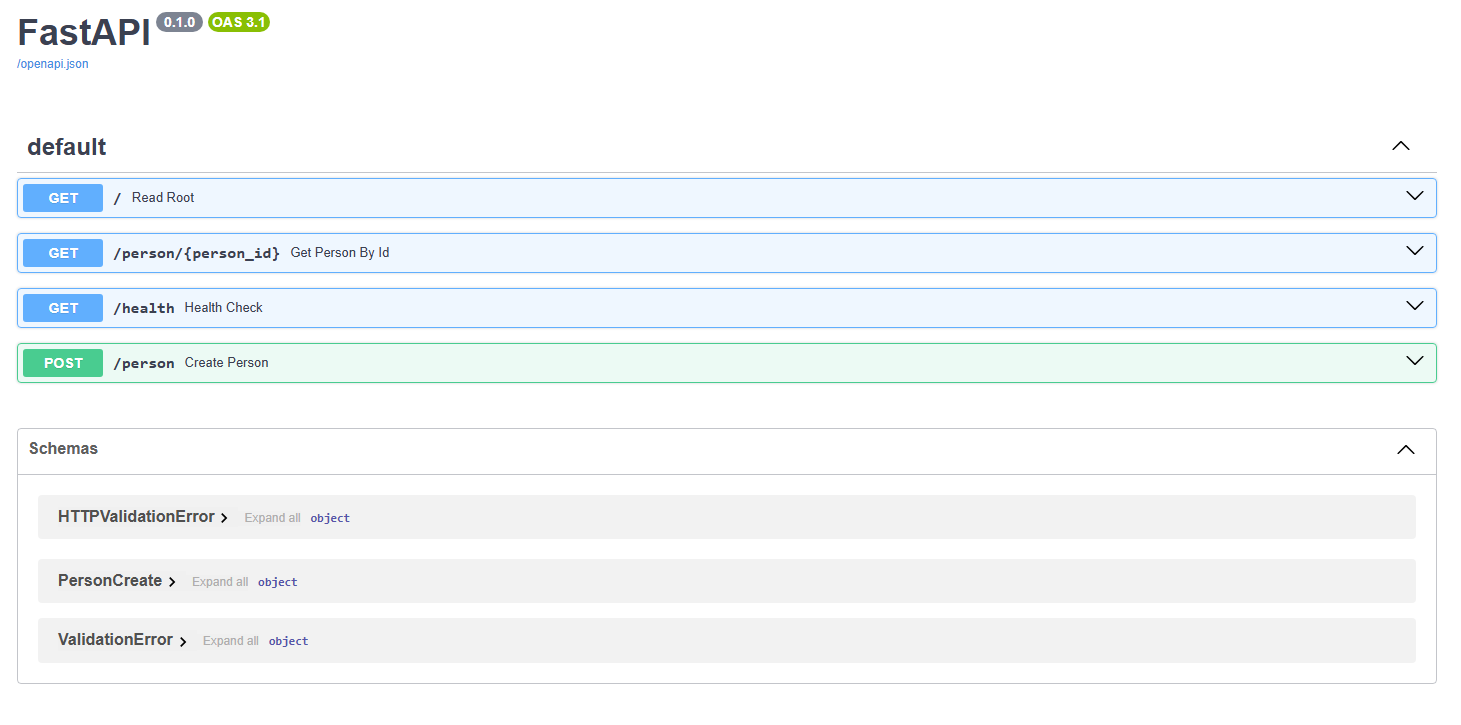 FastAPI 0.1.0 OAS 3.1
/openapi.json
default
GET / Read Root
GET /person/{person_id} Get Person By Id
GET /health Health Check
POST /person Create Person
Schemas
HTTPValidationError Expand all object
PersonCreate Expand all object
ValidationError Expand all object